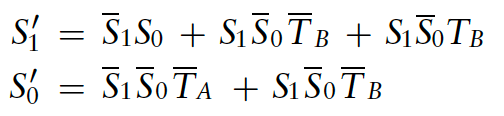 S′₁ = S̅₁S₀ + S₁S̅₀T̅_B + S₁S̅₀T_B
S′₀ = S̅₁S̅₀T̅_A + S₁S̅₀T̅_B